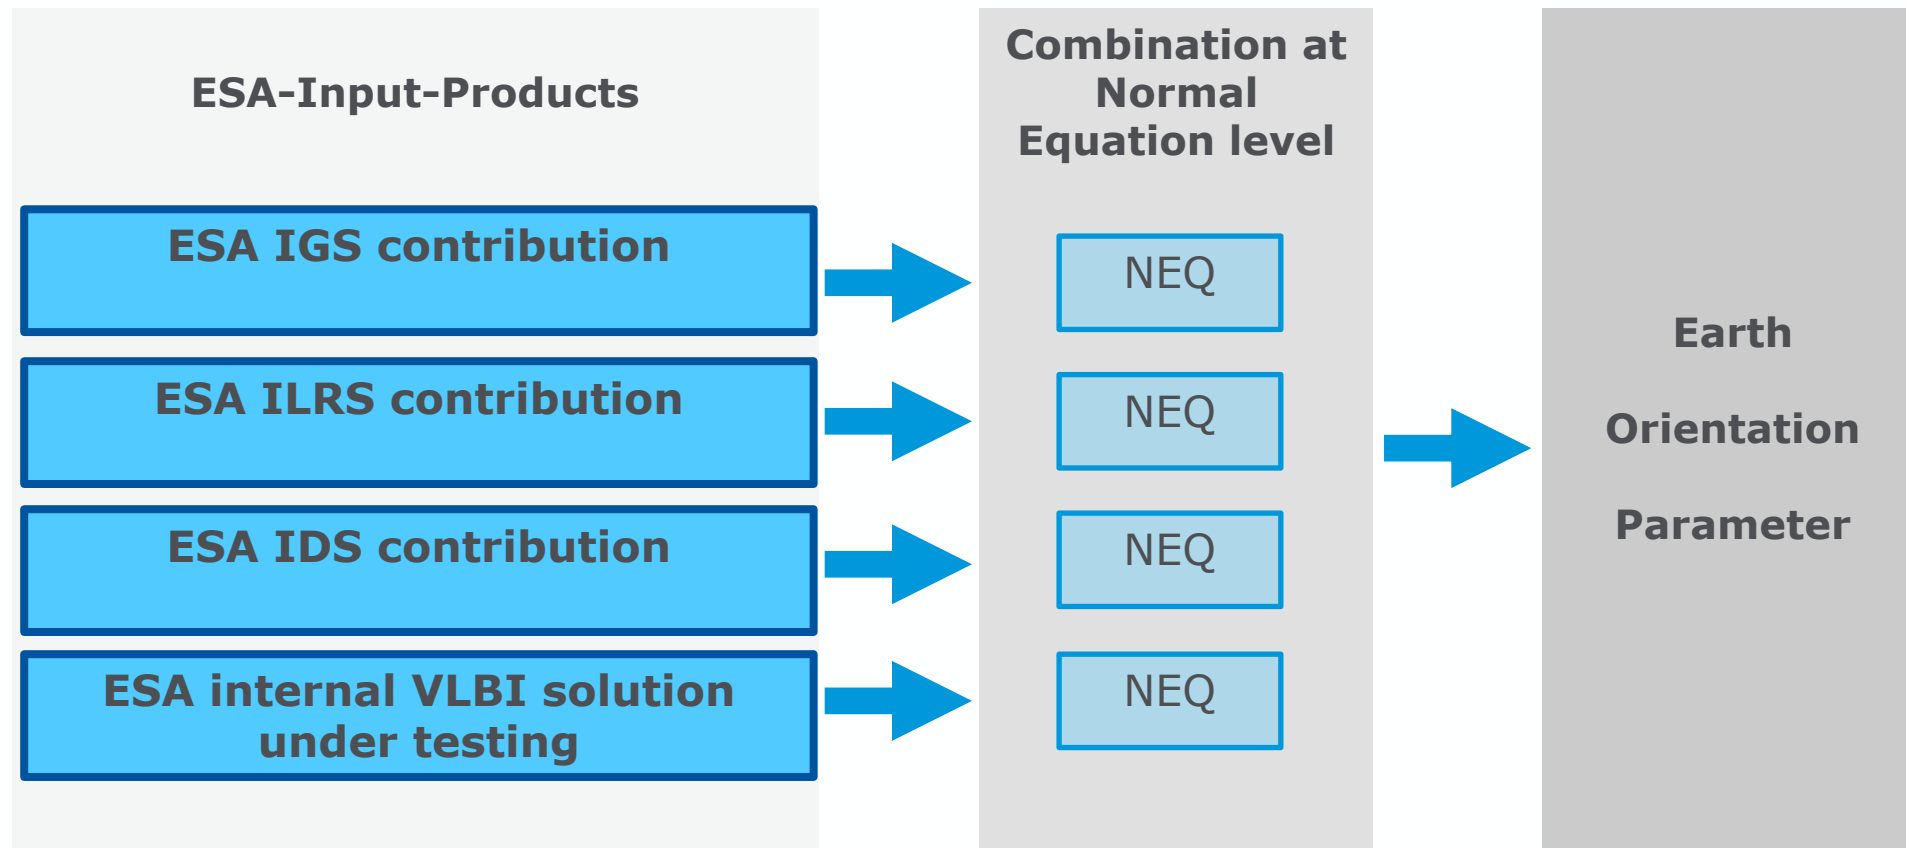 ESA-Input-Products
ESA IGS contribution
ESA ILRS contribution
ESA IDS contribution
ESA internal VLBI solution
under testing
Combination at
Normal
Equation level
NEQ
NEQ
NEQ
NEQ
Earth
Orientation
Parameter